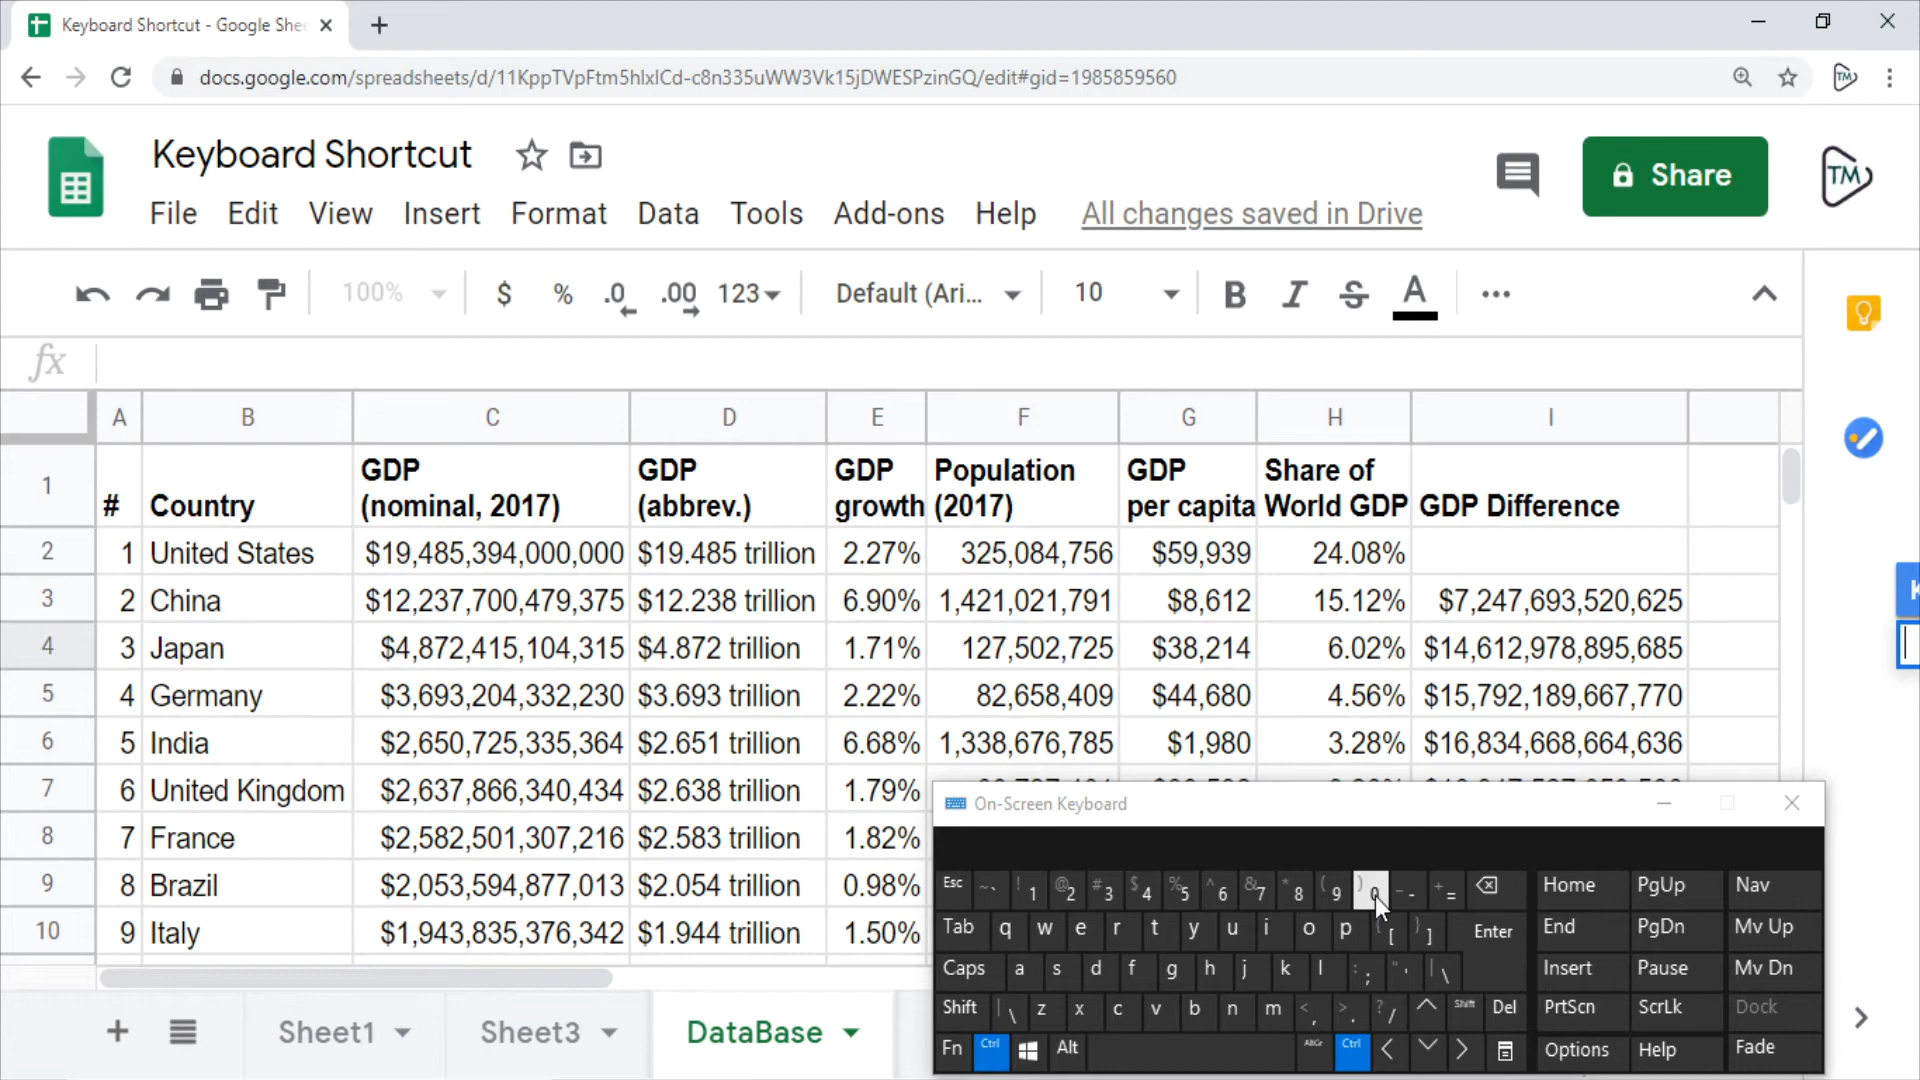 Keyboard Shortcut - Google She
docs.google.com/spreadsheets/d/11KppTVpFtm5hlxlCd-c8n335uWW3Vk15jDWESPzinGQ/edit#gid=1985859560
TM
Keyboard Shortcut
Share
TM
File Edit View Insert Format Data Tools Add-ons Help All changes saved in Drive
100% $ % .0 .00 123 Default (Ari... 10 B I S A
fx
A B C D E F G H I
1 # Country GDP (nominal, 2017) GDP (abbrev.) GDP growth Population (2017) GDP per capita Share of World GDP GDP Difference
2 1 United States $19,485,394,000,000 $19.485 trillion 2.27% 325,084,756 $59,939 24.08%
3 2 China $12,237,700,479,375 $12.238 trillion 6.90% 1,421,021,791 $8,612 15.12% $7,247,693,520,625
4 3 Japan $4,872,415,104,315 $4.872 trillion 1.71% 127,502,725 $38,214 6.02% $14,612,978,895,685
5 4 Germany $3,693,204,332,230 $3.693 trillion 2.22% 82,658,409 $44,680 4.56% $15,792,189,667,770
6 5 India $2,650,725,335,364 $2.651 trillion 6.68% 1,338,676,785 $1,980 3.28% $16,834,668,664,636
7 6 United Kingdom $2,637,866,340,434 $2.638 trillion 1.79%
8 7 France $2,582,501,307,216 $2.583 trillion 1.82%
9 8 Brazil $2,053,594,877,013 $2.054 trillion 0.98%
10 9 Italy $1,943,835,376,342 $1.944 trillion 1.50%
On-Screen Keyboard
Esc ~ ` ! 1 @ 2 # 3 $ 4 % 5 ^ 6 & 7 * 8 ( 9 ) 0 - + = Home PgUp Nav
Tab q w e r t y u i o p { [ } ] Enter End PgDn Mv Up
Caps a s d f g h j k l : ; " ' | \ Insert Pause Mv Dn
Shift | \ z x c v b n m < , > . ? / Shift Del PrtScn ScrLk Dock
Fn Ctrl Alt AltGr Ctrl Options Help Fade
Sheet1 Sheet3 DataBase